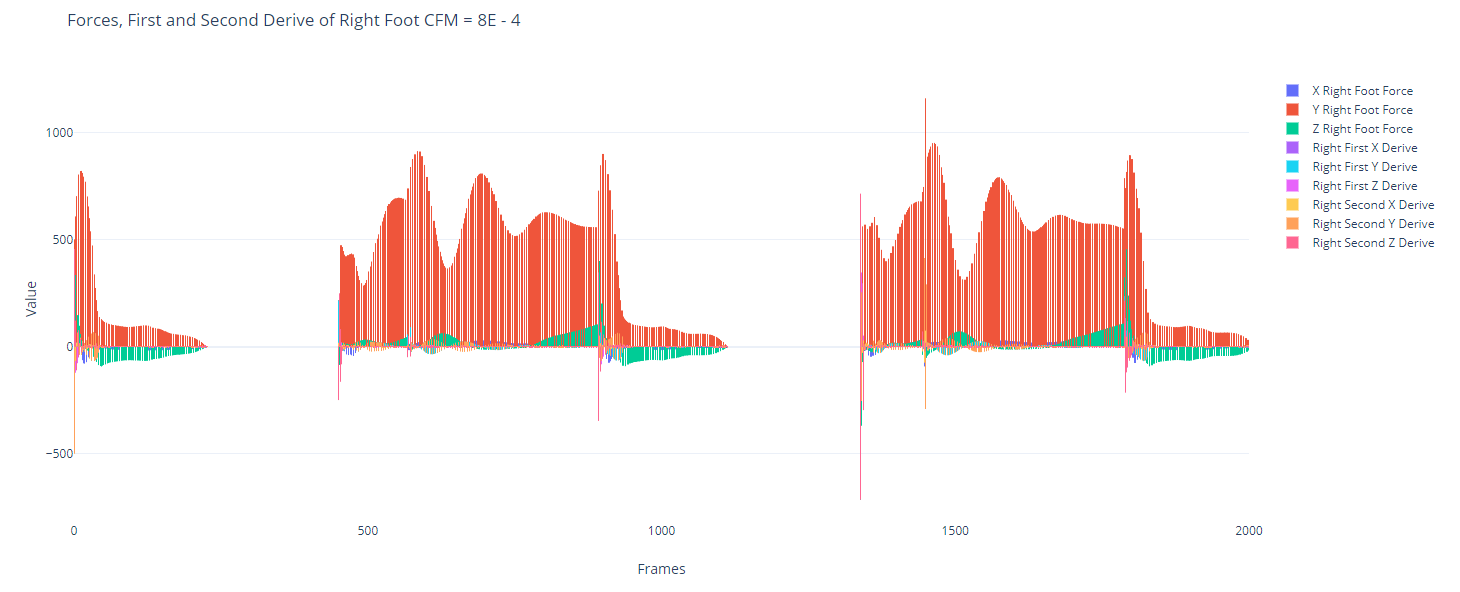 Forces, First and Second Derive of Right Foot CFM = 8E - 4
X Right Foot Force
Y Right Foot Force
Z Right Foot Force
Right First X Derive
Right First Y Derive
Right First Z Derive
Right Second X Derive
Right Second Y Derive
Right Second Z Derive
1000
500
0
−500
Value
0
500
1000
1500
2000
Frames